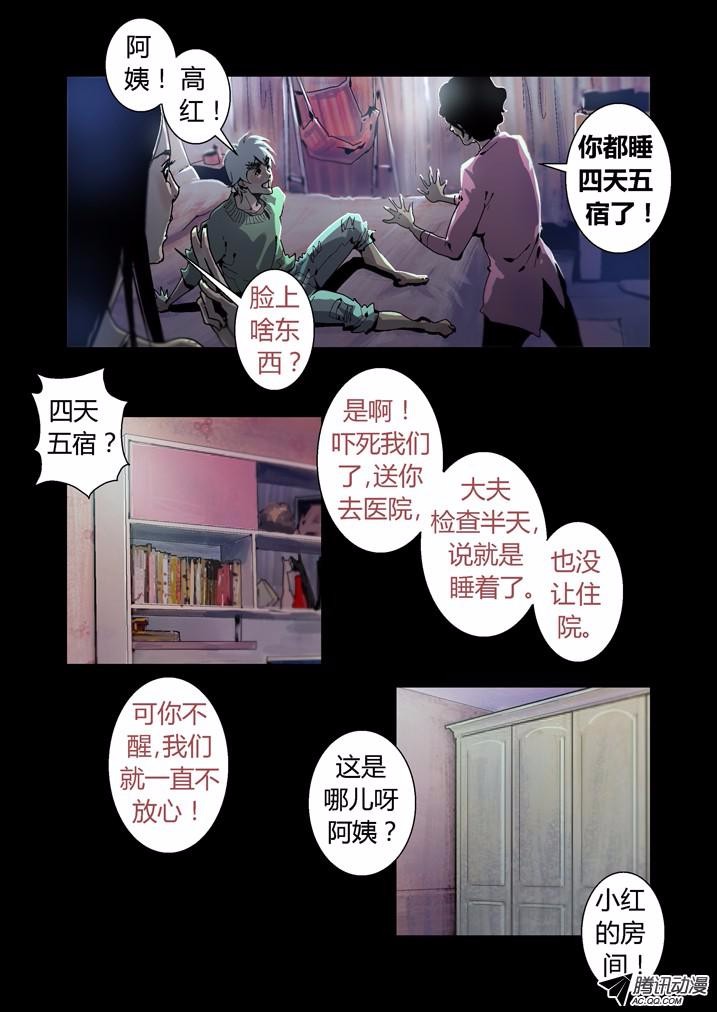 阿
姨！
高
红！
你都睡
四天五
宿了！
脸上
啥东
西？
四天
五宿？
是啊！
吓死我们
了，送你
去医院，
大夫
检查半天，
说就是
睡着了。
也没
让住
院。
可你不
醒，我们
就一直不
放心！
这是
哪儿呀
阿姨？
小红
的房
间！
腾讯动漫
AC.QQ.COM